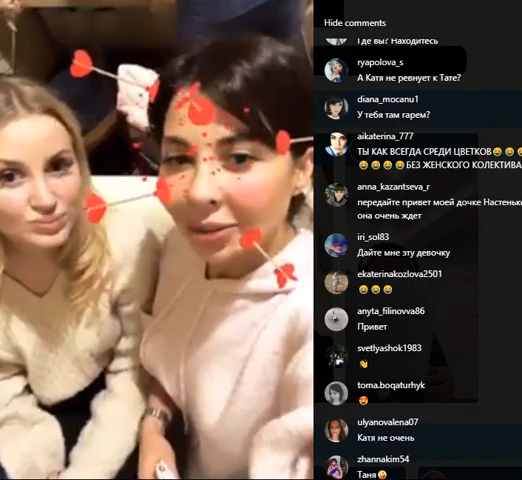 Hide comments
Где вы? Находитесь
ryapolova_s
А Катя не ревнует к Тате?
diana_mocanu1
У тебя там гарем?
aikaterina_777
ТЫ КАК ВСЕГДА СРЕДИ ЦВЕТКОВ😂😂😂
😂😂😂😂БЕЗ ЖЕНСКОГО КОЛЕКТИВА
anna_kazantseva_r
передайте привет моей дочке Настеньк
она очень ждет
iri_sol83
Дайте мне эту девочку
ekaterinakozlova2501
😂😂😂
anyta_filinovva86
Привет
svetlyashok1983
👏
toma.boqaturhyk
😍
ulyanovalena07
Катя не очень
zhannakim54
Таня🤪